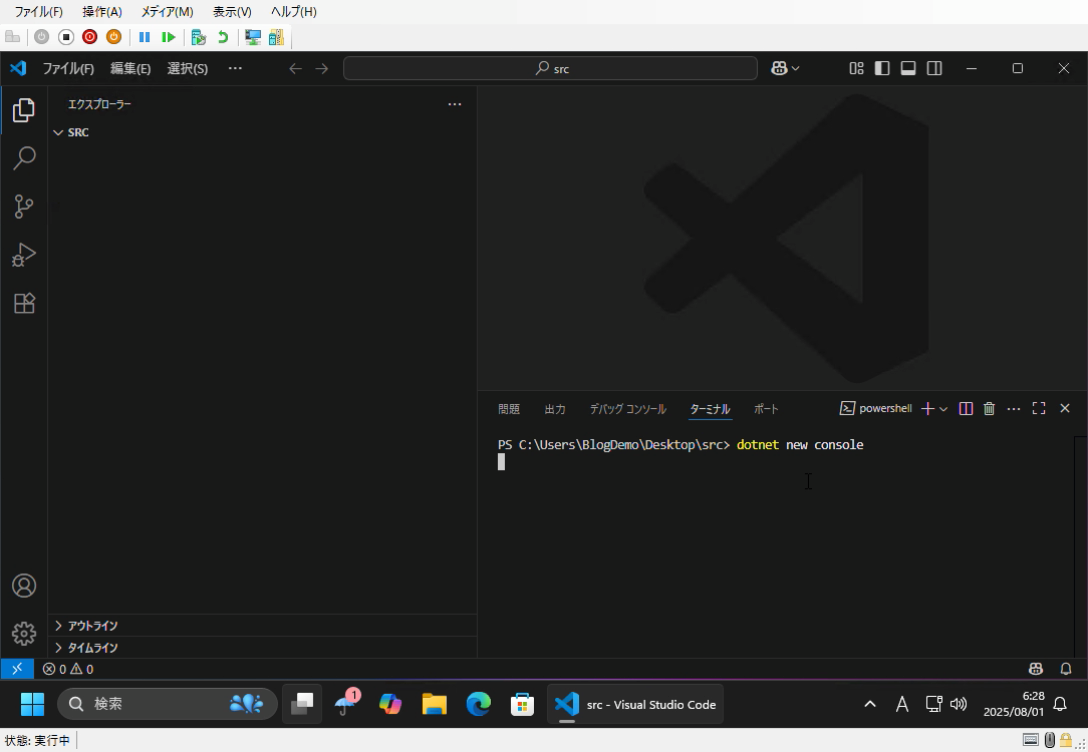 ファイル(F) 操作(A) メディア(M) 表示(V) ヘルプ(H)
ファイル(F) 編集(E) 選択(S) ··· src
エクスプローラー ···
SRC
問題 出力 デバッグ コンソール ターミナル ポート powershell ···
PS C:\Users\BlogDemo\Desktop\src> dotnet new console
アウトライン
タイムライン
0 0
検索 1 src - Visual Studio Code A 6:28
2025/08/01
状態: 実行中